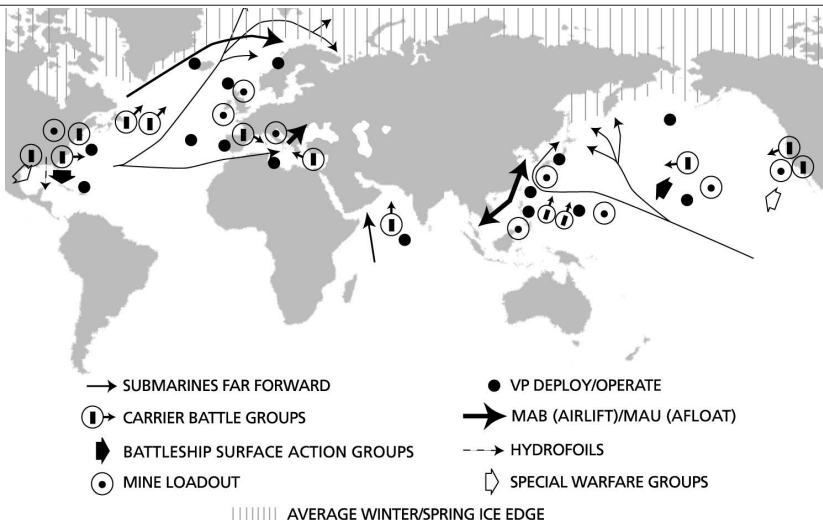 SUBMARINES FAR FORWARD
CARRIER BATTLE GROUPS
BATTLESHIP SURFACE ACTION GROUPS
MINE LOADOUT
VP DEPLOY/OPERATE
MAB (AIRLIFT)/MAU (AFLOAT)
HYDROFOILS
SPECIAL WARFARE GROUPS
AVERAGE WINTER/SPRING ICE EDGE